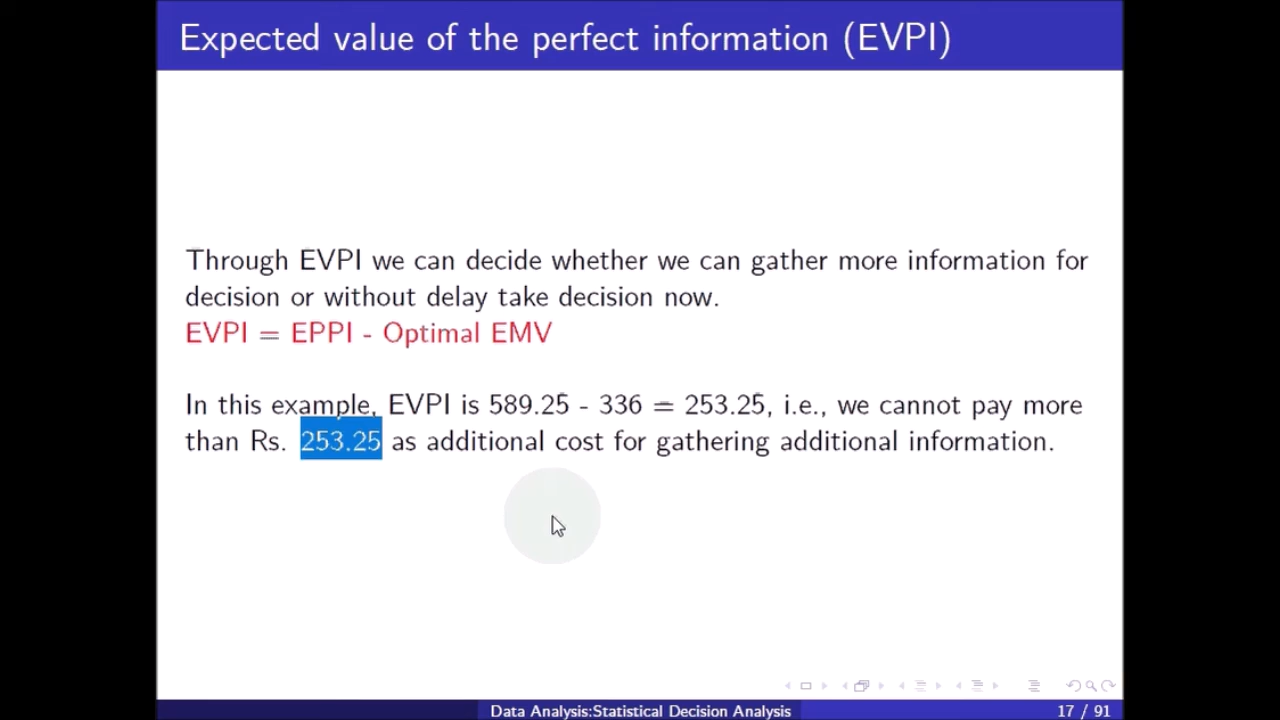 Expected value of the perfect information (EVPI)
Through EVPI we can decide whether we can gather more information for
decision or without delay take decision now.
EVPI = EPPI - Optimal EMV
In this example, EVPI is 589.25 - 336 = 253.25, i.e., we cannot pay more
than Rs. 253.25 as additional cost for gathering additional information.
Data Analysis:Statistical Decision Analysis
17 / 91